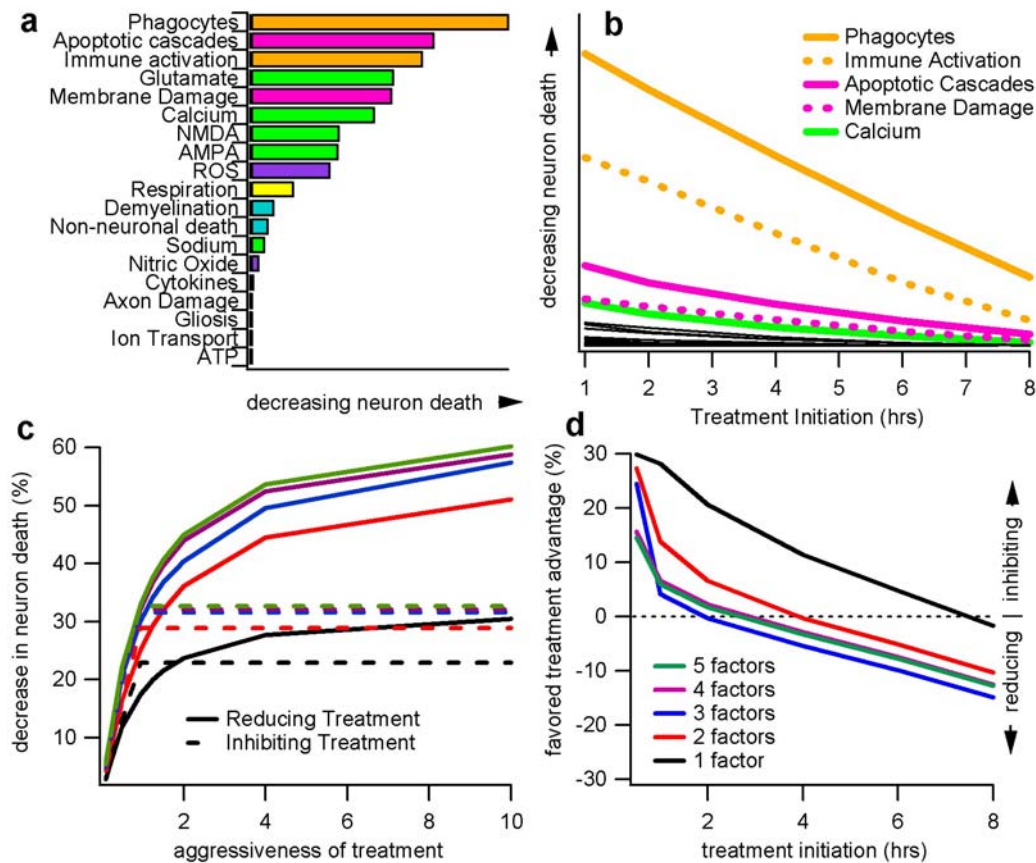 a
Phagocytes
Apoptotic cascades
Immune activation
Glutamate
Membrane Damage
Calcium
NMDA
AMPA
ROS
Respiration
Demyelination
Non-neuronal death
Sodium
Nitric Oxide
Cytokines
Axon Damage
Gliosis
Ion Transport
ATP
decreasing neuron death
b
decreasing neuron death
Phagocytes
Immune Activation
Apoptotic Cascades
Membrane Damage
Calcium
1 2 3 4 5 6 7 8
Treatment Initiation (hrs)
c
decrease in neuron death (%)
60
50
40
30
20
10
Reducing Treatment
Inhibiting Treatment
2 4 6 8 10
aggressiveness of treatment
d
favored treatment advantage (%)
30
20
10
0
-10
-20
-30
5 factors
4 factors
3 factors
2 factors
1 factor
0 2 4 6 8
treatment initiation (hrs)
reducing | inhibiting